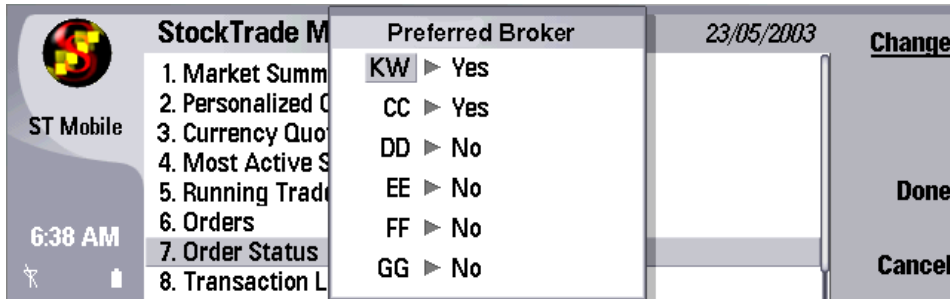 StockTrade M
Preferred Broker
23/05/2003
Change
ST Mobile
1. Market Summ
2. Personalized
3. Currency Quo
4. Most Active S
5. Running Trad
6. Orders
7. Order Status
8. Transaction L
KW ▶ Yes
CC ▶ Yes
DD ▶ No
EE ▶ No
FF ▶ No
GG ▶ No
Done
Cancel
6:38 AM